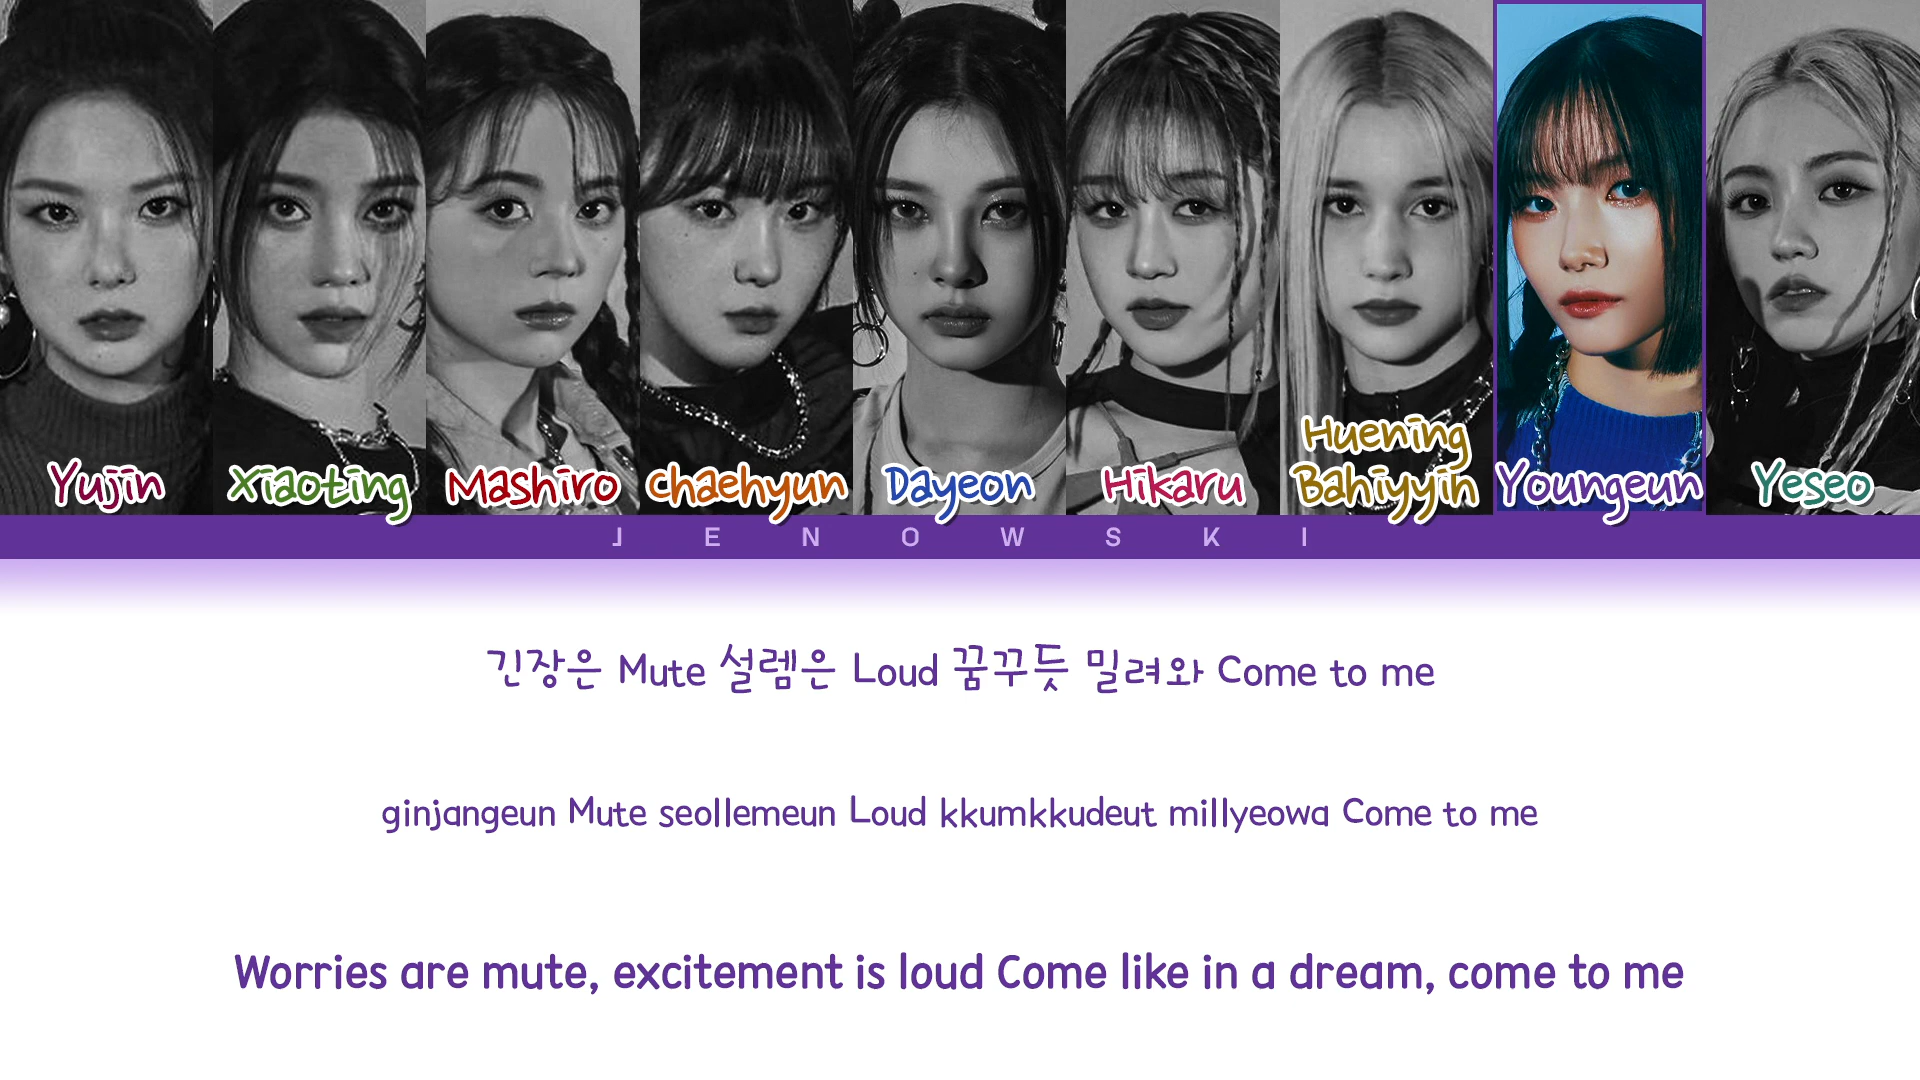 Yujin
Xiaoting
Mashiro
chaehyun
Dayeon
Hikaru
Huening
Bahiyyih
Youngeun
Yeseo
JENOWSKI
긴장은 Mute 설렘은 Loud 꿈꾸듯 밀려와 Come to me
ginjangeun Mute seollemeun Loud kkumkkudeut millyeowa Come to me
Worries are mute, excitement is loud Come like in a dream, come to me